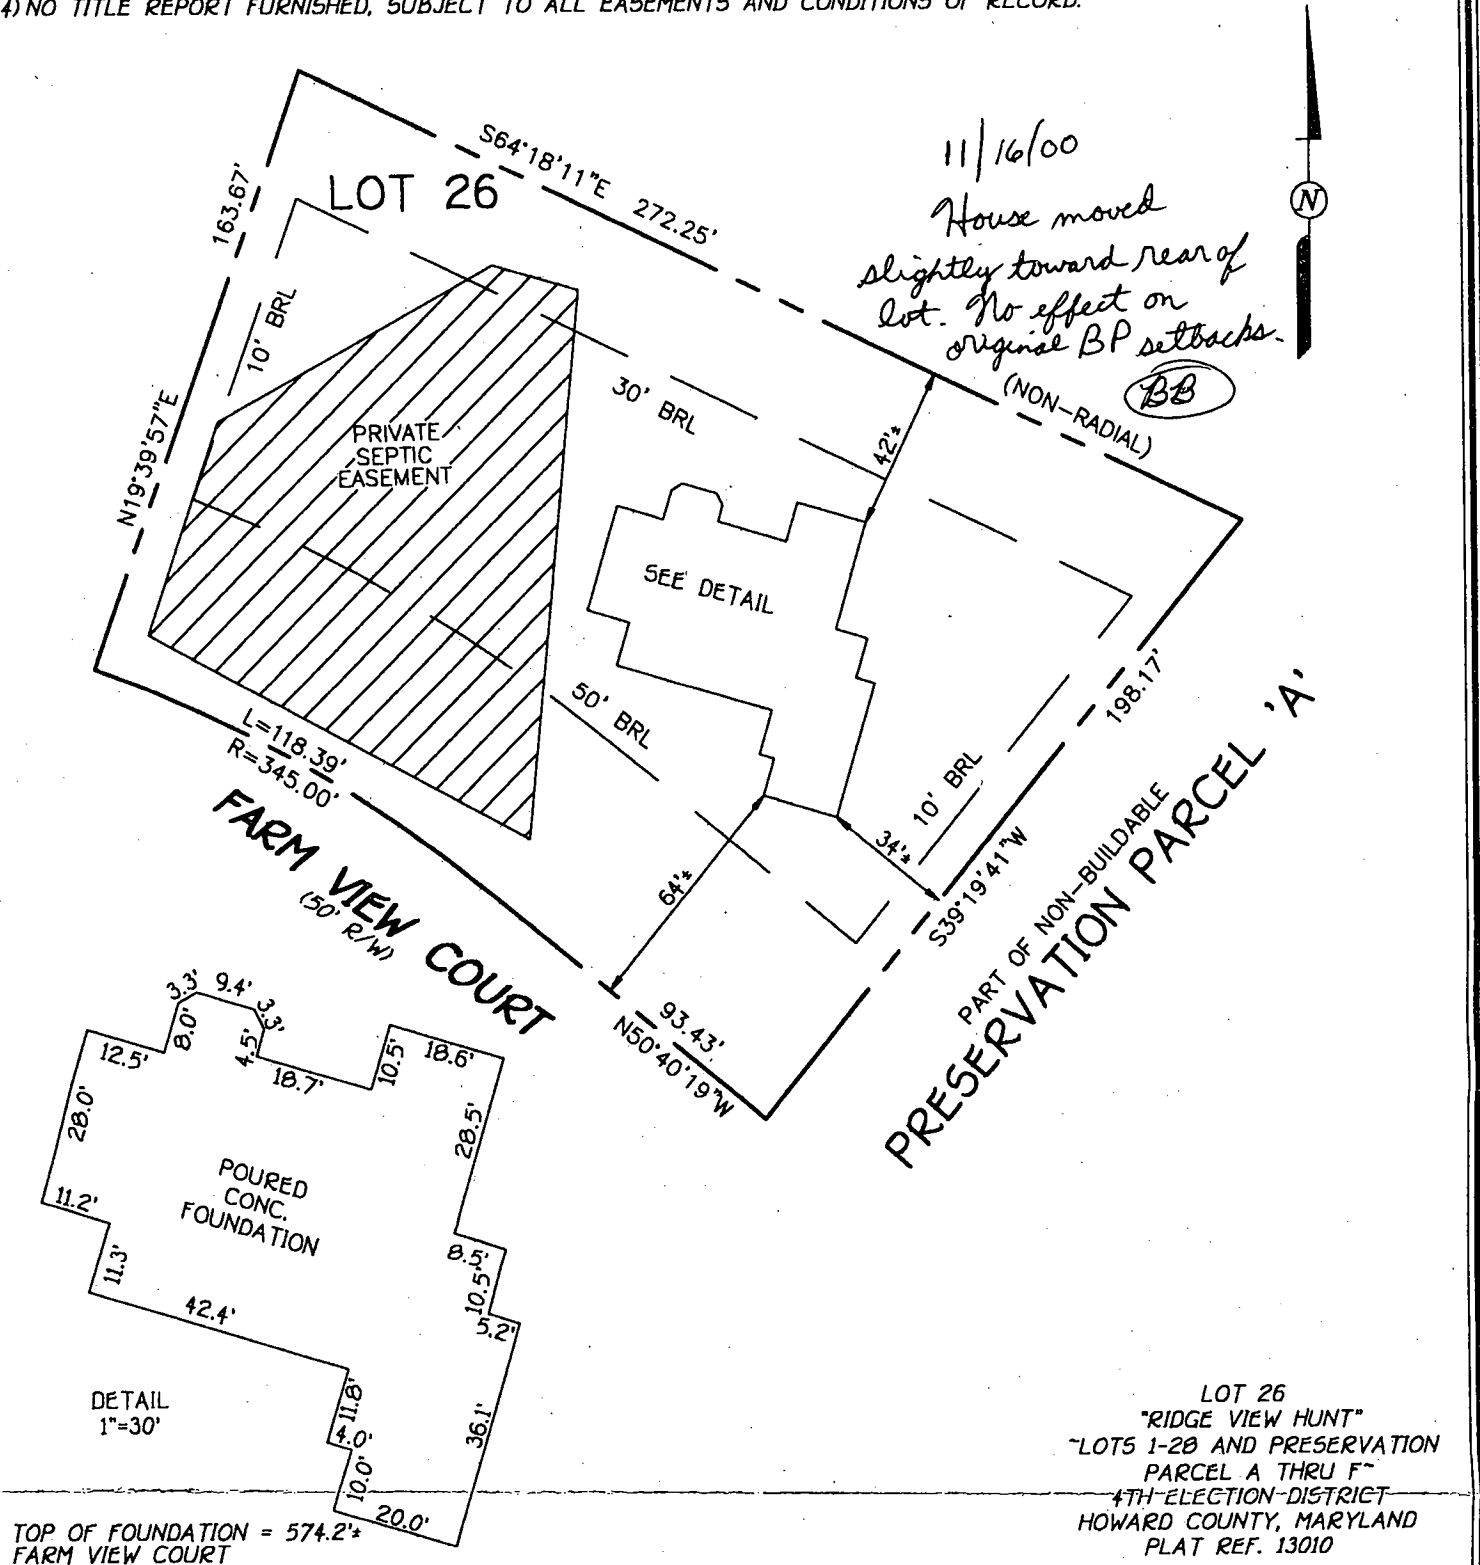 4) NO TITLE REPORT FURNISHED, SUBJECT TO ALL EASEMENTS AND CONDITIONS OF RECORD.
S64°18'11"E 272.25'
LOT 26
163.67'
N19°39'57"E
10' BRL
11/16/00
House moved
slightly toward rear of
lot. No effect on
original BP setbacks.
BB
N
(NON-RADIAL)
30' BRL
42'±
PRIVATE
SEPTIC
EASEMENT
SEE DETAIL
50' BRL
198.17'
S39°19'41"W
10' BRL
34'±
64'±
L=118.39'
R=345.00'
FARM VIEW COURT
(50' R/W)
93.43'
N50°40'19"W
PART OF NON-BUILDABLE
PRESERVATION PARCEL 'A'
3.3'
9.4'
3.3'
8.0'
4.5'
12.5'
18.7'
10.5'
18.6'
28.0'
28.5'
POURED
CONC.
FOUNDATION
11.2'
11.3'
8.5'
10.5'
5.2'
42.4'
11.8'
4.0'
10.0'
36.1'
20.0'
DETAIL
1"=30'
TOP OF FOUNDATION = 574.2'±
FARM VIEW COURT
LOT 26
"RIDGE VIEW HUNT"
~LOTS 1-28 AND PRESERVATION
PARCEL A THRU F~
4TH ELECTION DISTRICT
HOWARD COUNTY, MARYLAND
PLAT REF. 13010